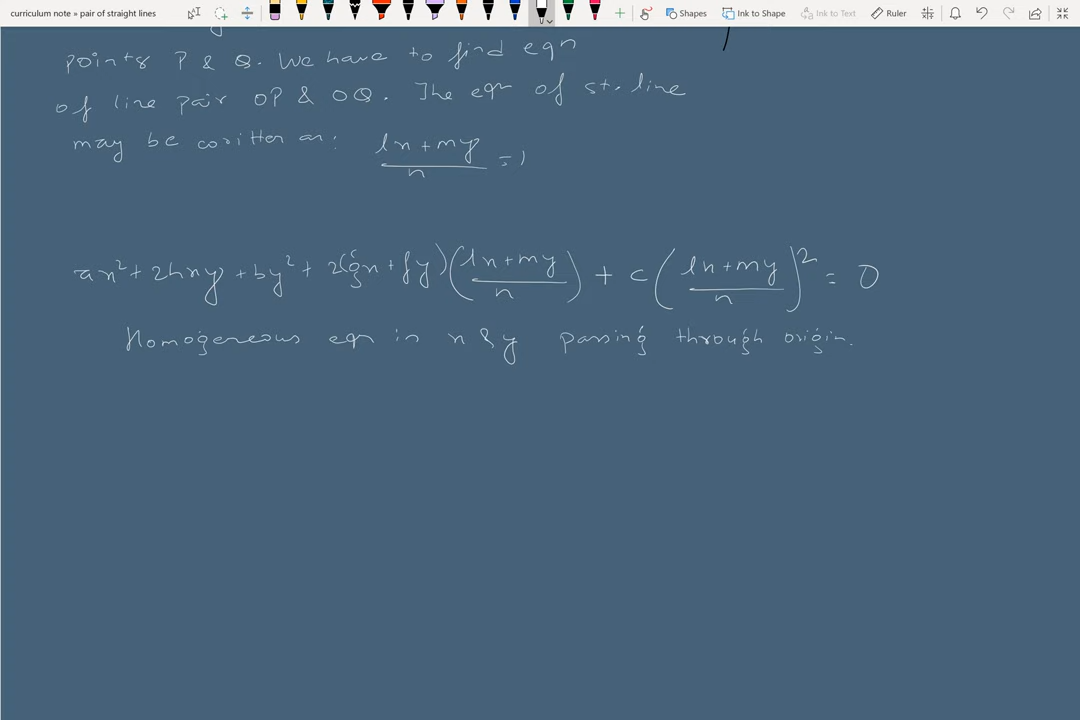 curriculum note » pair of straight lines
Shapes Ink to Shape Ink to Text Ruler
points P & Q. We have to find eqn
of line pair OP & OQ. The eqn of st. line
may be written as: (lx + my)/n = 1
ax² + 2hxy + by² + 2(gx + fy)((lx + my)/n) + c((lx + my)/n)² = 0
Homogeneous eqn in x & y passing through origin.